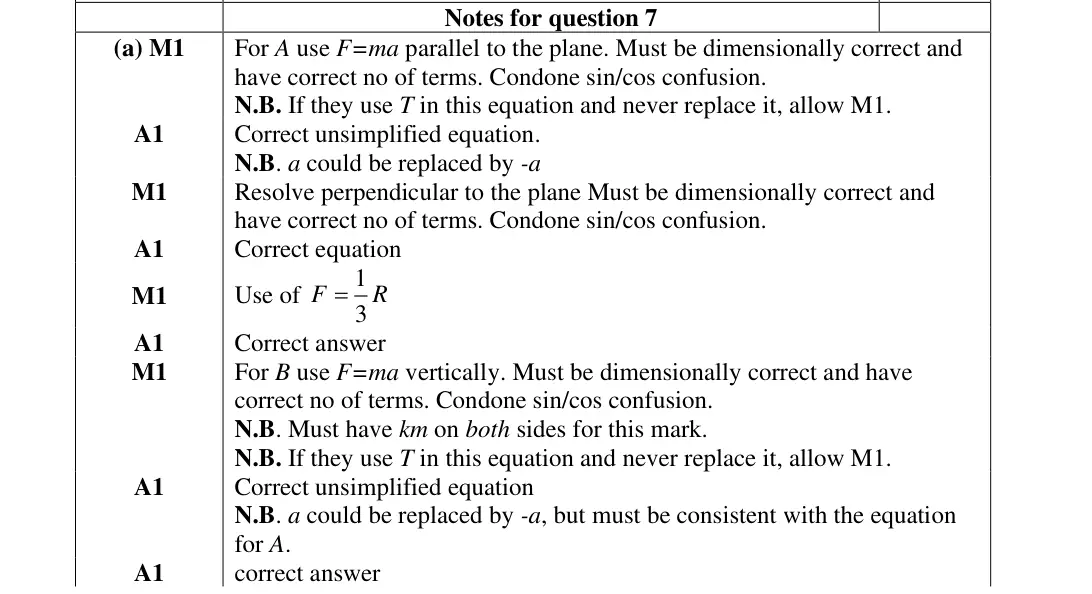 Notes for question 7
(a) M1 For A use F=ma parallel to the plane. Must be dimensionally correct and
have correct no of terms. Condone sin/cos confusion.
N.B. If they use T in this equation and never replace it, allow M1.
A1 Correct unsimplified equation.
N.B. a could be replaced by -a
M1 Resolve perpendicular to the plane Must be dimensionally correct and
have correct no of terms. Condone sin/cos confusion.
A1 Correct equation
M1 Use of F = 1/3 R
A1 Correct answer
M1 For B use F=ma vertically. Must be dimensionally correct and have
correct no of terms. Condone sin/cos confusion.
N.B. Must have km on both sides for this mark.
N.B. If they use T in this equation and never replace it, allow M1.
A1 Correct unsimplified equation
N.B. a could be replaced by -a, but must be consistent with the equation
for A.
A1 correct answer